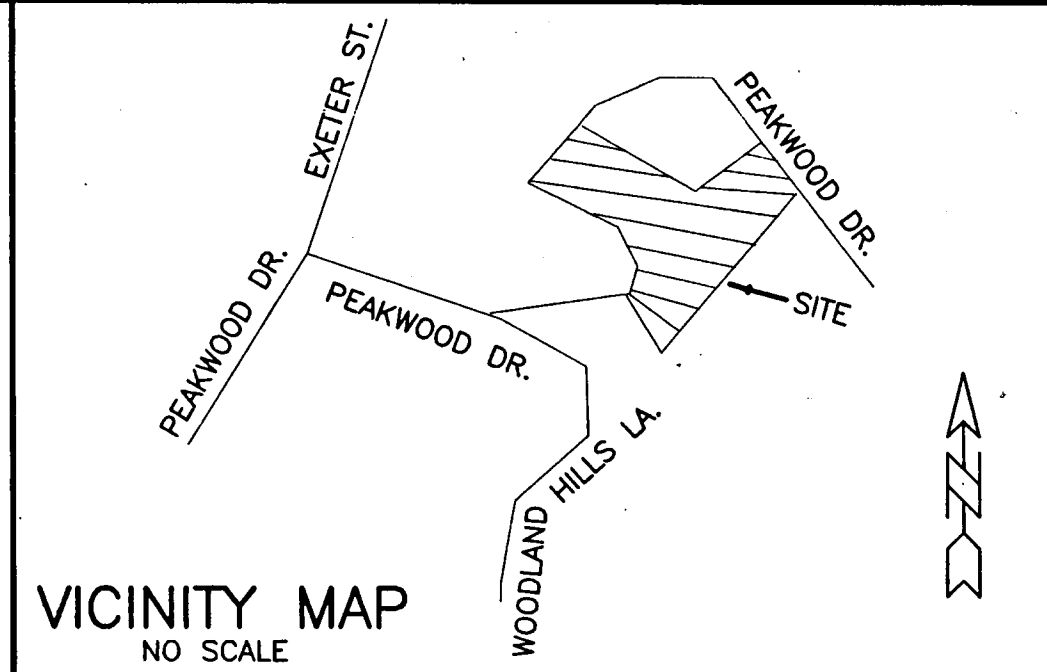 EXETER ST.
PEAKWOOD DR.
PEAKWOOD DR.
PEAKWOOD DR.
SITE
WOODLAND HILLS LA.
N
VICINITY MAP
NO SCALE